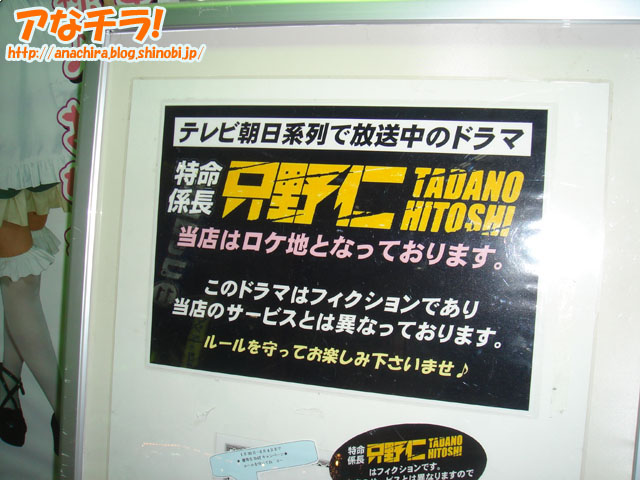 アなチラ!
http://anachira.blog.shinobi.jp/
テレビ朝日系列で放送中のドラマ
特命係長 只野仁 TADANO HITOSHI
当店はロケ地となっております。
このドラマはフィクションであり
当店のサービスとは異なっております。
ルールを守ってお楽しみ下さいませ♪
特命係長 只野仁 TADANO HITOSHI
はフィクションです。